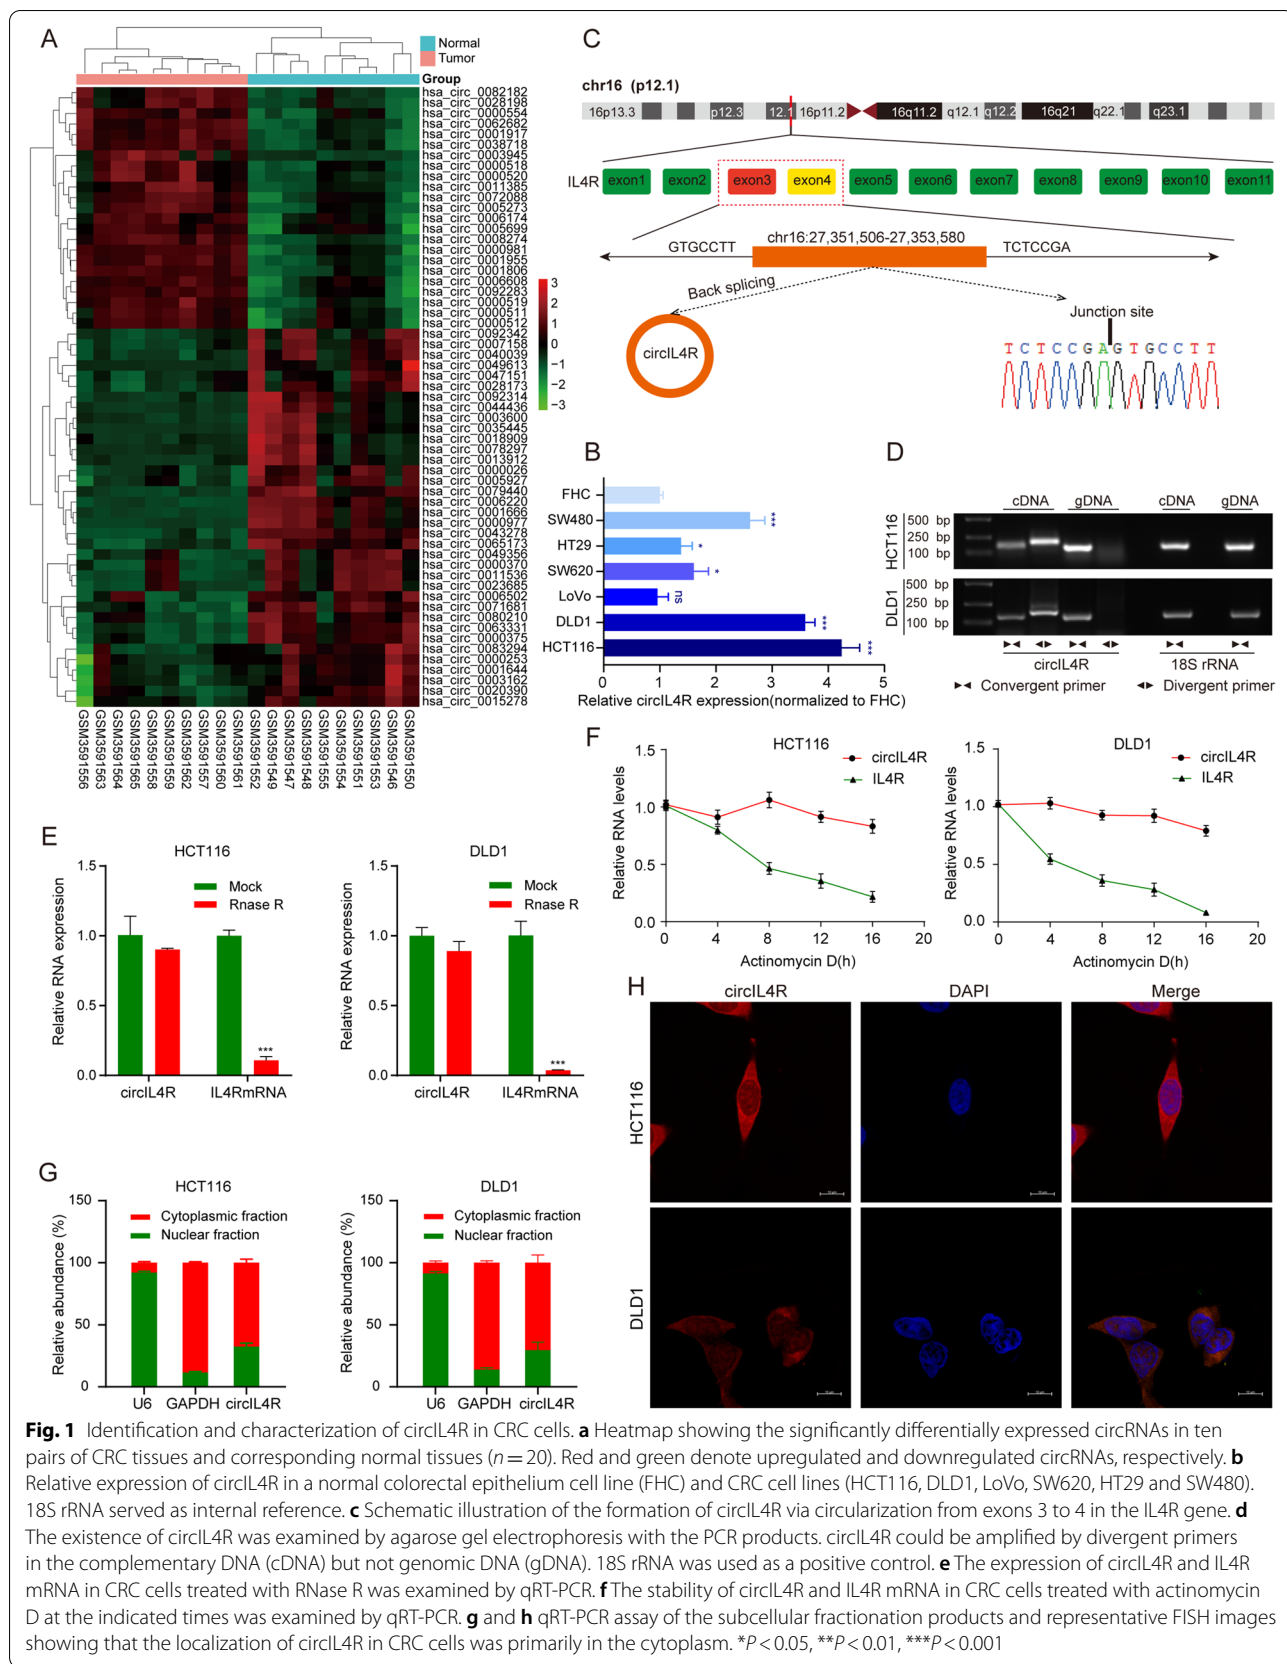 A
Normal
Tumor
Group
hsa_circ_0082182
hsa_circ_0028198
hsa_circ_0000554
hsa_circ_0062682
hsa_circ_0001917
hsa_circ_0038718
hsa_circ_0003945
hsa_circ_0000518
hsa_circ_0000520
hsa_circ_0011385
hsa_circ_0072088
hsa_circ_0005273
hsa_circ_0006174
hsa_circ_0005699
hsa_circ_0008274
hsa_circ_0000981
hsa_circ_0001955
hsa_circ_0001806
hsa_circ_0006608
hsa_circ_0092283
hsa_circ_0000519
hsa_circ_0000511
hsa_circ_0000512
hsa_circ_0092342
hsa_circ_0007158
hsa_circ_0040039
hsa_circ_0049613
hsa_circ_0047151
hsa_circ_0028173
hsa_circ_0092314
hsa_circ_0044436
hsa_circ_0003600
hsa_circ_0035445
hsa_circ_0018909
hsa_circ_0078297
hsa_circ_0013912
hsa_circ_0000026
hsa_circ_0005927
hsa_circ_0079440
hsa_circ_0006220
hsa_circ_0001666
hsa_circ_0000977
hsa_circ_0043278
hsa_circ_0065173
hsa_circ_0049356
hsa_circ_0000370
hsa_circ_0011536
hsa_circ_0023685
hsa_circ_0006502
hsa_circ_0071681
hsa_circ_0080210
hsa_circ_0063331
hsa_circ_0000375
hsa_circ_0083294
hsa_circ_0000253
hsa_circ_0001644
hsa_circ_0003162
hsa_circ_0020390
hsa_circ_0015278
3
2
1
0
−1
−2
−3
GSM3591556
GSM3591563
GSM3591564
GSM3591565
GSM3591558
GSM3591559
GSM3591562
GSM3591557
GSM3591560
GSM3591561
GSM3591552
GSM3591549
GSM3591547
GSM3591548
GSM3591555
GSM3591554
GSM3591551
GSM3591553
GSM3591546
GSM3591550
C
chr16 (p12.1)
16p13.3 p12.3 12.1 16p11.2 16q11.2 q12.1 q12.2 16q21 q22.1 q23.1
IL4R exon1 exon2 exon3 exon4 exon5 exon6 exon7 exon8 exon9 exon10 exon11
chr16:27,351,506-27,353,580
GTGCCTT TCTCCGA
Back splicing
circIL4R
Junction site
T C T C C G A G T G C C T T
B
FHC
SW480 ***
HT29 *
SW620 *
LoVo ns
DLD1 ***
HCT116 ***
0 1 2 3 4 5
Relative circIL4R expression(normalized to FHC)
D
cDNA gDNA cDNA gDNA
HCT116
500 bp
250 bp
100 bp
DLD1
500 bp
250 bp
100 bp
circIL4R 18S rRNA
Convergent primer Divergent primer
E
HCT116
Relative RNA expression
1.5
1.0
0.5
0.0
Mock
Rnase R
***
circIL4R IL4RmRNA
DLD1
Relative RNA expression
1.5
1.0
0.5
0.0
Mock
Rnase R
***
circIL4R IL4RmRNA
F
HCT116
Relative RNA levels
1.5
1.0
0.5
0.0
circIL4R
IL4R
0 4 8 12 16 20
Actinomycin D(h)
DLD1
Relative RNA levels
1.5
1.0
0.5
0.0
circIL4R
IL4R
0 4 8 12 16 20
Actinomycin D(h)
G
HCT116
Relative abundance (%)
150
100
50
0
Cytoplasmic fraction
Nuclear fraction
U6 GAPDH circIL4R
DLD1
Relative abundance (%)
150
100
50
0
Cytoplasmic fraction
Nuclear fraction
U6 GAPDH circIL4R
H
circIL4R DAPI Merge
HCT116
DLD1
Fig. 1 Identification and characterization of circIL4R in CRC cells. a Heatmap showing the significantly differentially expressed circRNAs in ten
pairs of CRC tissues and corresponding normal tissues (n = 20). Red and green denote upregulated and downregulated circRNAs, respectively. b
Relative expression of circIL4R in a normal colorectal epithelium cell line (FHC) and CRC cell lines (HCT116, DLD1, LoVo, SW620, HT29 and SW480).
18S rRNA served as internal reference. c Schematic illustration of the formation of circIL4R via circularization from exons 3 to 4 in the IL4R gene. d
The existence of circIL4R was examined by agarose gel electrophoresis with the PCR products. circIL4R could be amplified by divergent primers
in the complementary DNA (cDNA) but not genomic DNA (gDNA). 18S rRNA was used as a positive control. e The expression of circIL4R and IL4R
mRNA in CRC cells treated with RNase R was examined by qRT-PCR. f The stability of circIL4R and IL4R mRNA in CRC cells treated with actinomycin
D at the indicated times was examined by qRT-PCR. g and h qRT-PCR assay of the subcellular fractionation products and representative FISH images
showing that the localization of circIL4R in CRC cells was primarily in the cytoplasm. *P < 0.05, **P < 0.01, ***P < 0.001